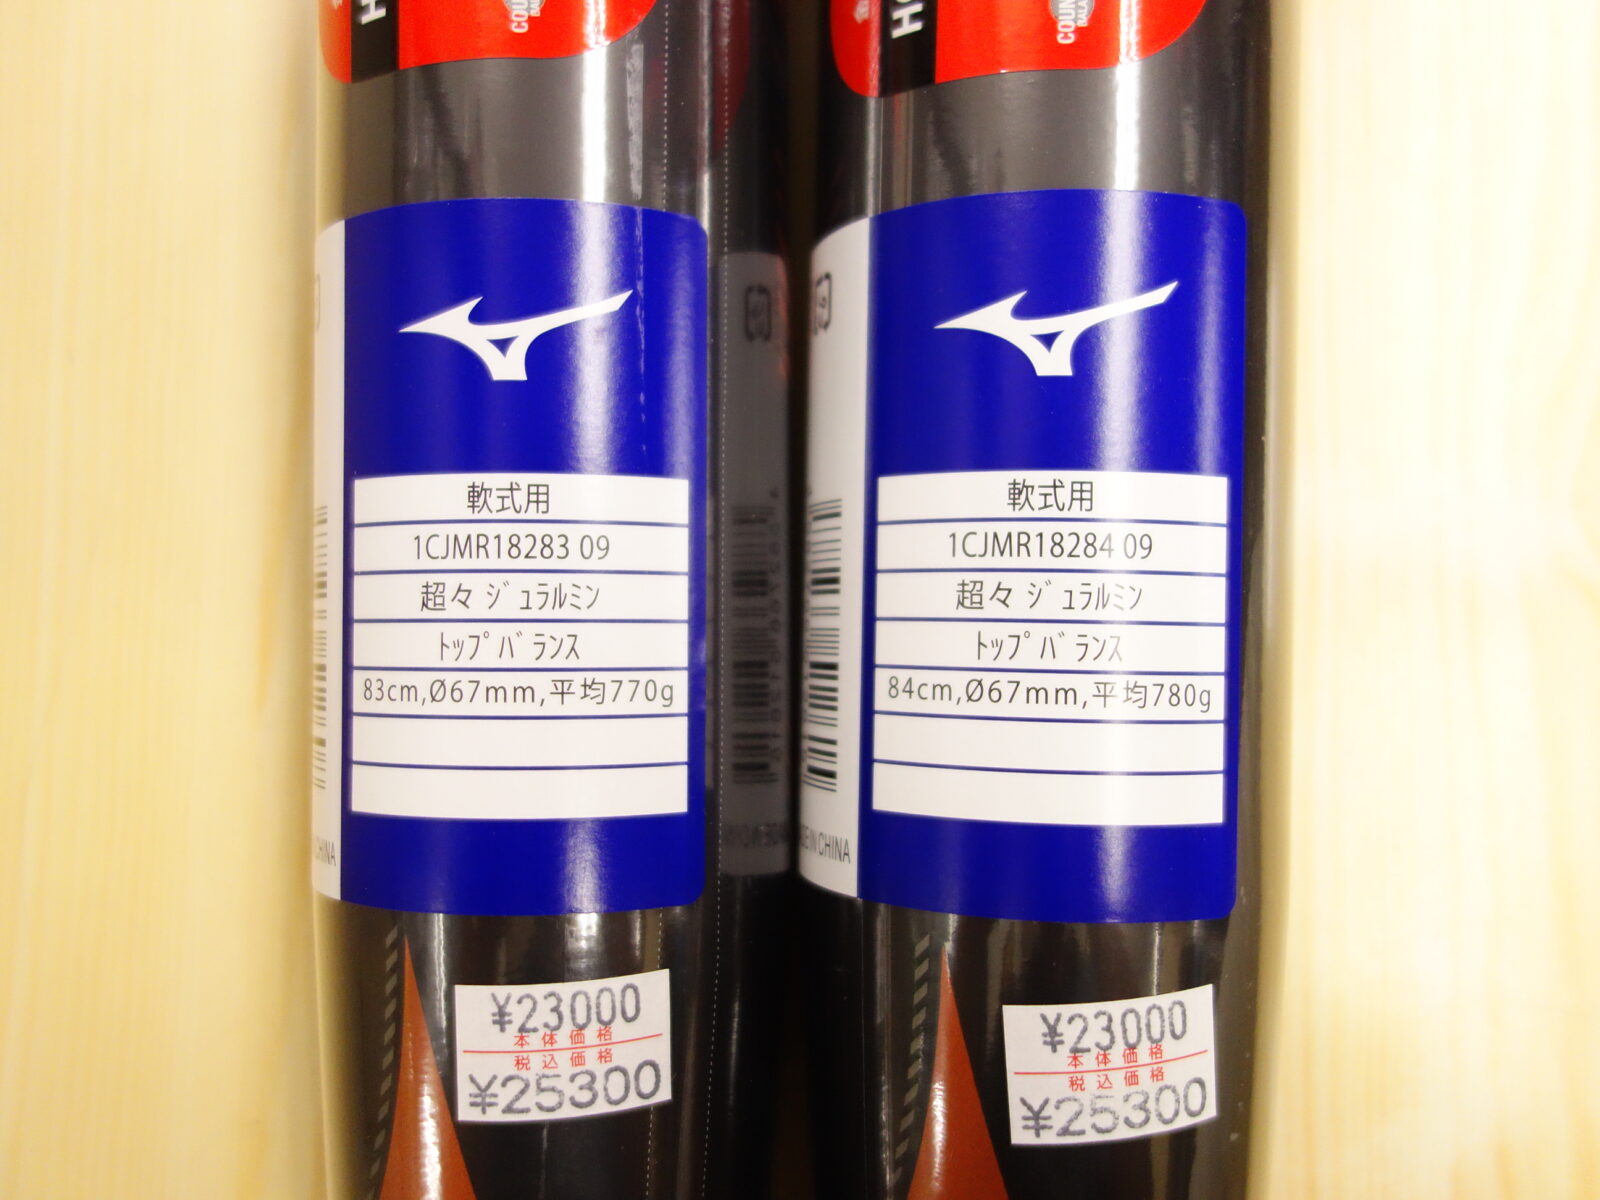 COUN
軟式用
1CJMR18283 09
超々ジュラルミン
トップバランス
83cm,Ø67mm,平均770g
¥23000
本体価格
税込価格
¥25300
COUN
軟式用
1CJMR18284 09
超々ジュラルミン
トップバランス
84cm,Ø67mm,平均780g
IN CHINA
¥23000
本体価格
税込価格
¥25300